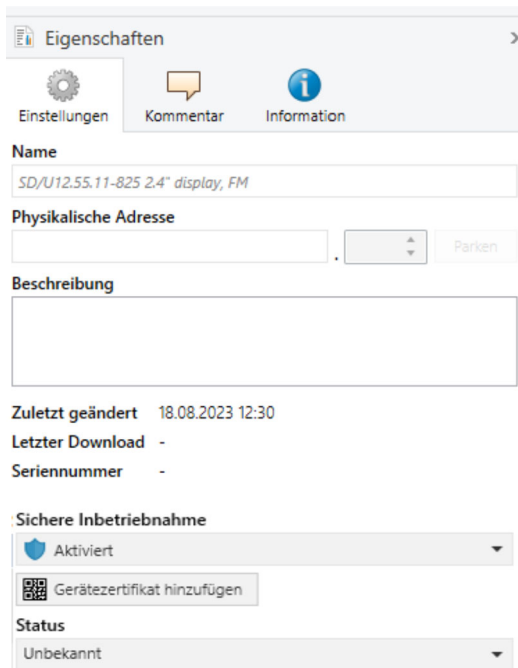 Eigenschaften
Einstellungen Kommentar Information
Name
SD/U12.55.11-825 2.4" display, FM
Physikalische Adresse
. Parken
Beschreibung
Zuletzt geändert 18.08.2023 12:30
Letzter Download -
Seriennummer -
Sichere Inbetriebnahme
Aktiviert
Gerätezertifikat hinzufügen
Status
Unbekannt